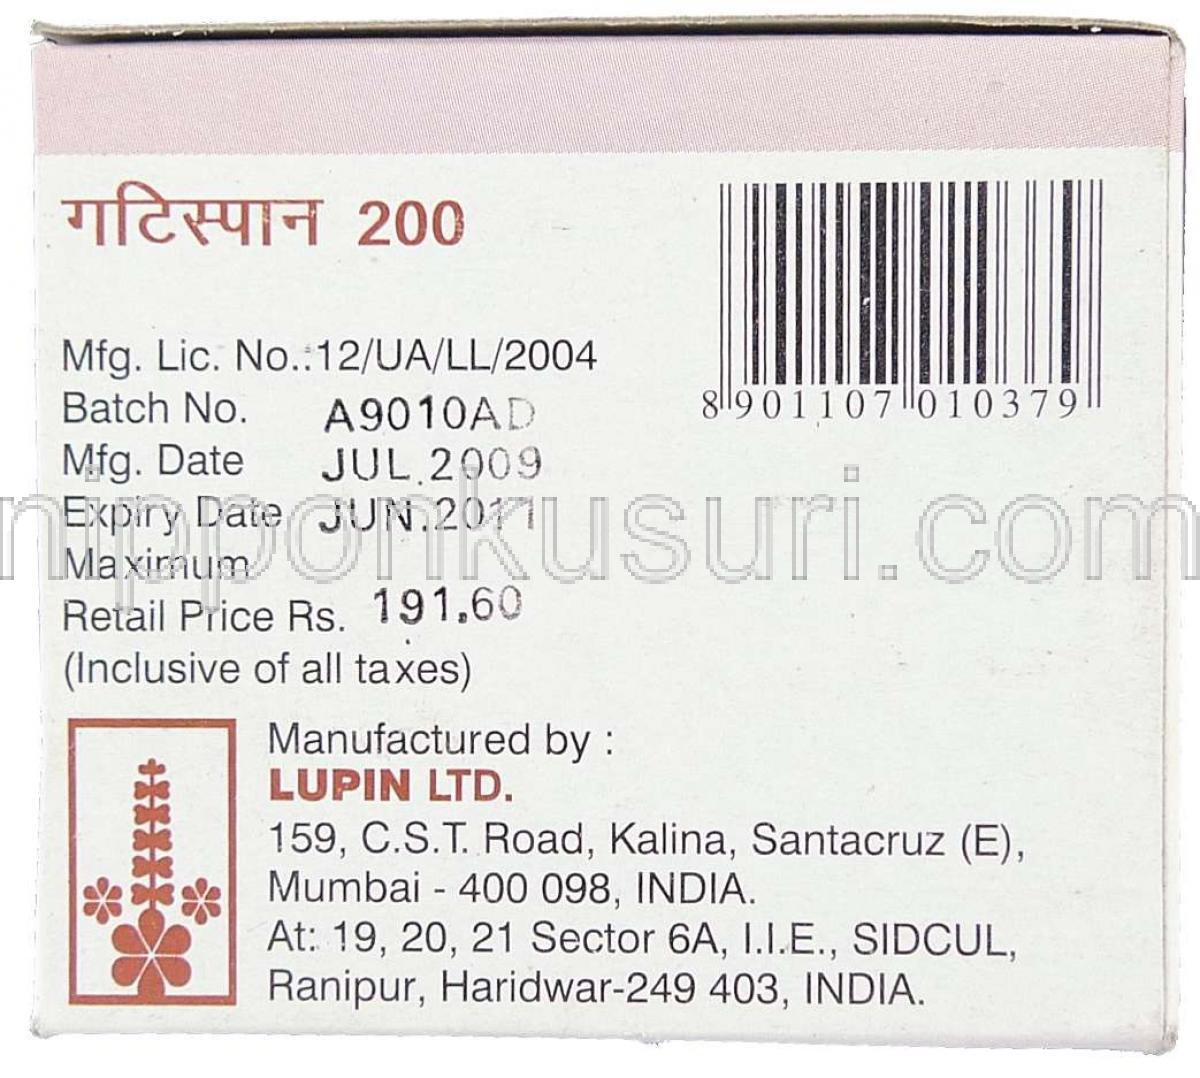 गटिस्पान 200
Mfg. Lic. No.:12/UA/LL/2004
Batch No. A9010AD
Mfg. Date JUL.2009
Expiry Date JUN.2011
Maximum
Retail Price Rs. 191.60
(Inclusive of all taxes)
8 901107 010379
nipponkusuri.com
Manufactured by :
LUPIN LTD.
159, C.S.T. Road, Kalina, Santacruz (E),
Mumbai - 400 098, INDIA.
At: 19, 20, 21 Sector 6A, I.I.E., SIDCUL,
Ranipur, Haridwar-249 403, INDIA.